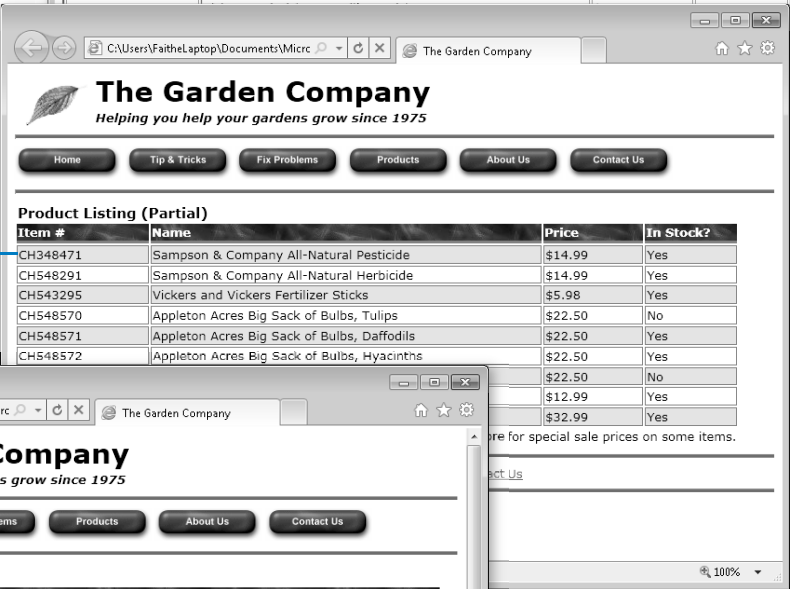 C:\Users\FaitheLaptop\Documents\Micrc
The Garden Company
The Garden Company
Helping you help your gardens grow since 1975
Home Tip & Tricks Fix Problems Products About Us Contact Us
Product Listing (Partial)
Item # Name Price In Stock?
CH348471 Sampson & Company All-Natural Pesticide $14.99 Yes
CH548291 Sampson & Company All-Natural Herbicide $14.99 Yes
CH543295 Vickers and Vickers Fertilizer Sticks $5.98 Yes
CH548570 Appleton Acres Big Sack of Bulbs, Tulips $22.50 No
CH548571 Appleton Acres Big Sack of Bulbs, Daffodils $22.50 Yes
CH548572 Appleton Acres Big Sack of Bulbs, Hyacinths $22.50 Yes
$22.50 No
$12.99 Yes
$32.99 Yes
ore for special sale prices on some items.
act Us
100%
rc
The Garden Company
Company
s grow since 1975
ems Products About Us Contact Us